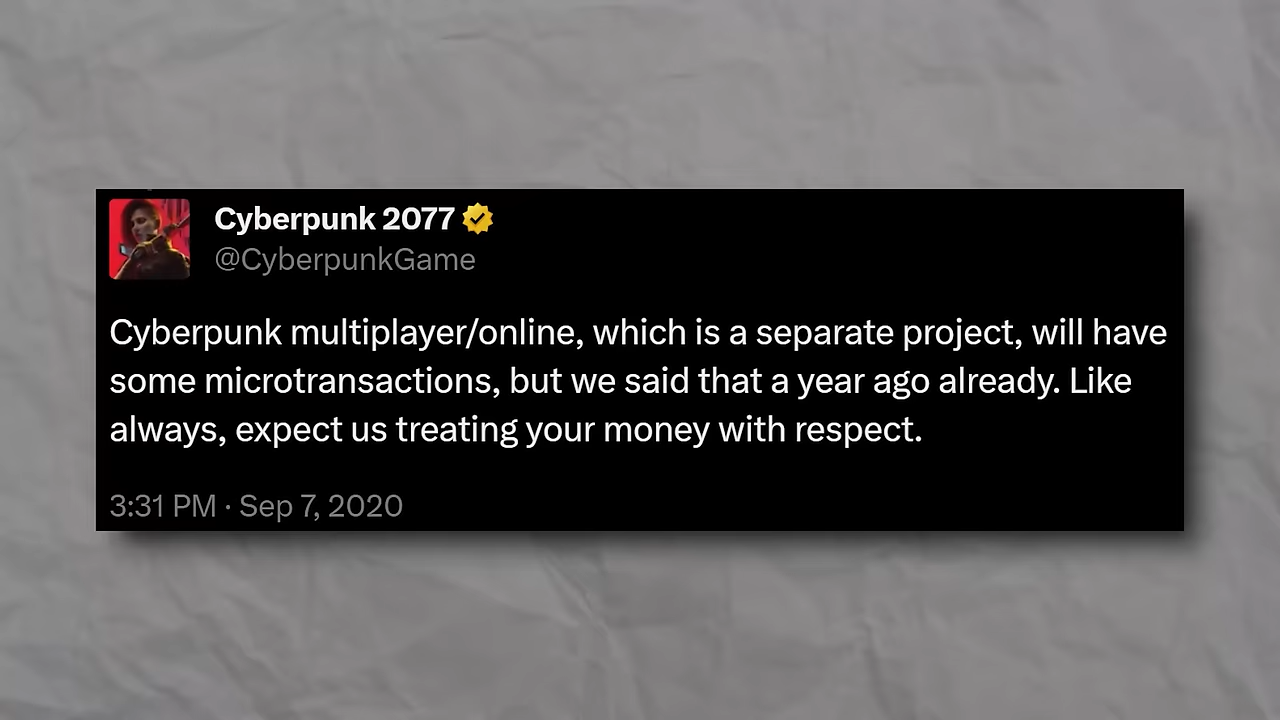 Cyberpunk 2077
@CyberpunkGame
Cyberpunk multiplayer/online, which is a separate project, will have
some microtransactions, but we said that a year ago already. Like
always, expect us treating your money with respect.
3:31 PM · Sep 7, 2020